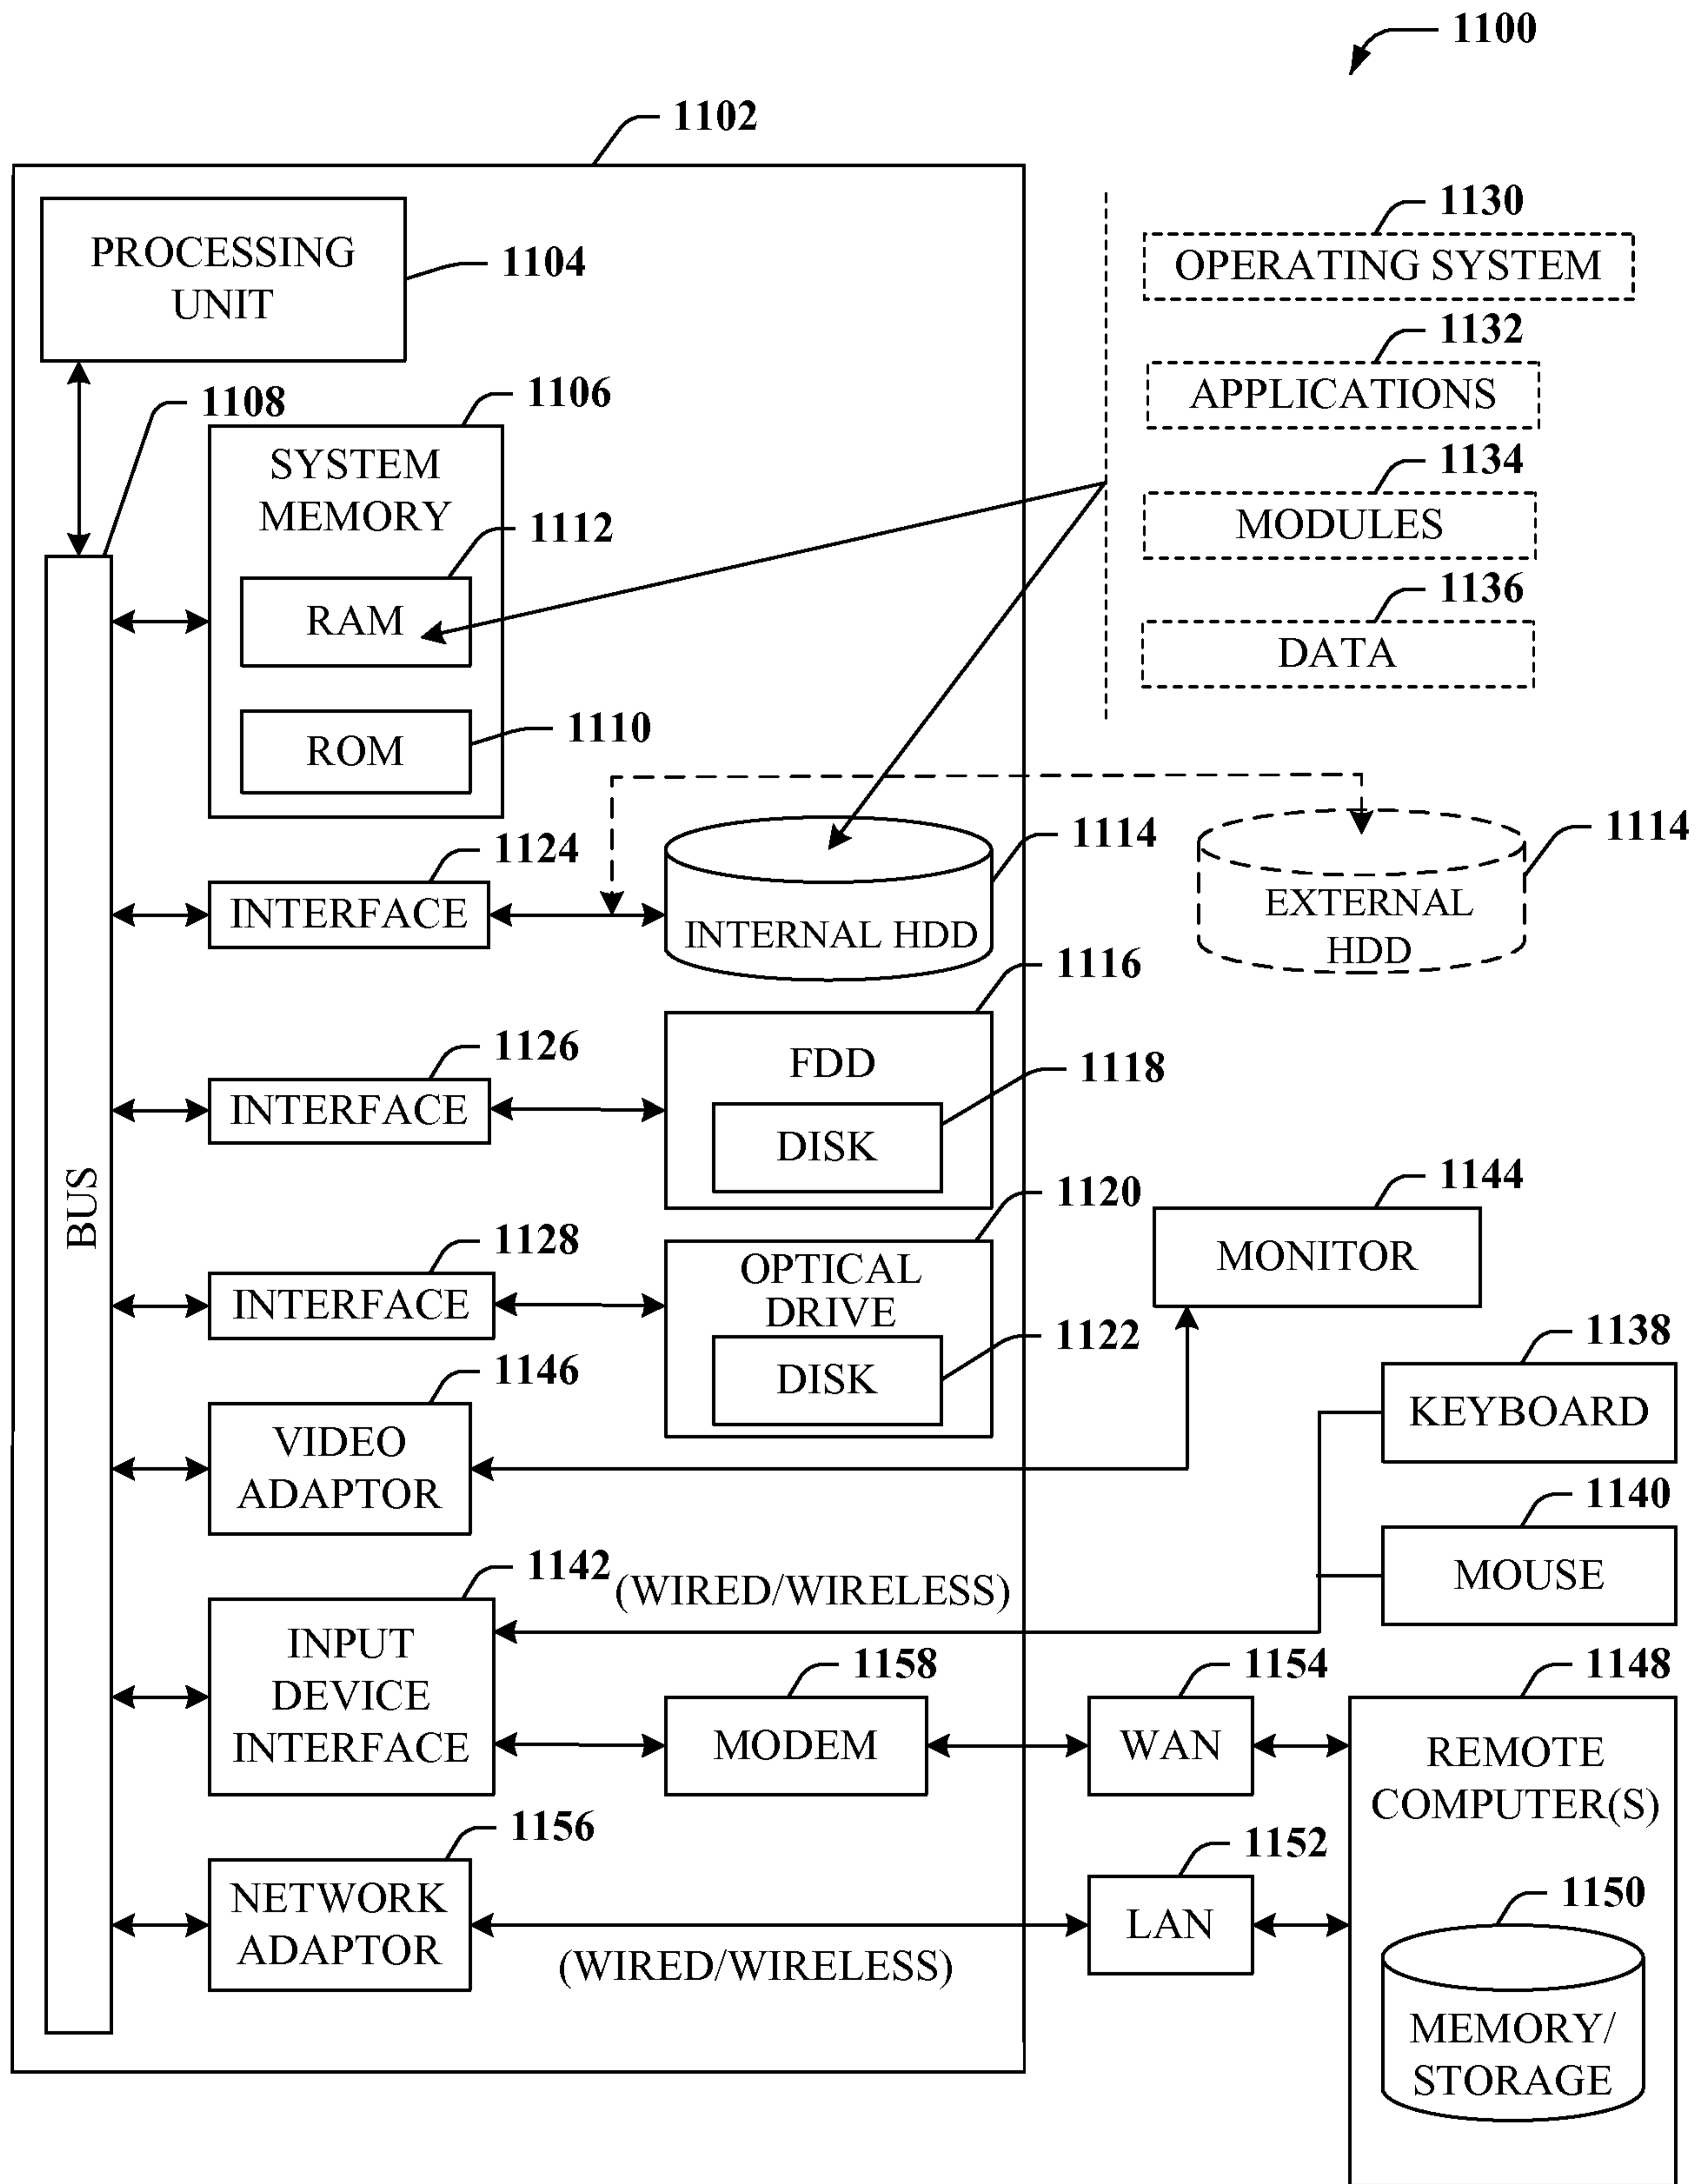 1100
1102
PROCESSING
UNIT
1104
1130
OPERATING SYSTEM
1132
APPLICATIONS
1134
MODULES
1136
DATA
1108
1106
SYSTEM
MEMORY
1112
RAM
1110
ROM
1124
INTERFACE
1114
INTERNAL HDD
1114
EXTERNAL
HDD
1126
INTERFACE
1116
FDD
1118
DISK
BUS
1128
INTERFACE
1120
OPTICAL
DRIVE
1122
DISK
1144
MONITOR
1146
VIDEO
ADAPTOR
1138
KEYBOARD
1140
MOUSE
1142
(WIRED/WIRELESS)
INPUT
DEVICE
INTERFACE
1158
MODEM
1154
WAN
1148
REMOTE
COMPUTER(S)
1156
NETWORK
ADAPTOR
(WIRED/WIRELESS)
1152
LAN
1150
MEMORY/
STORAGE